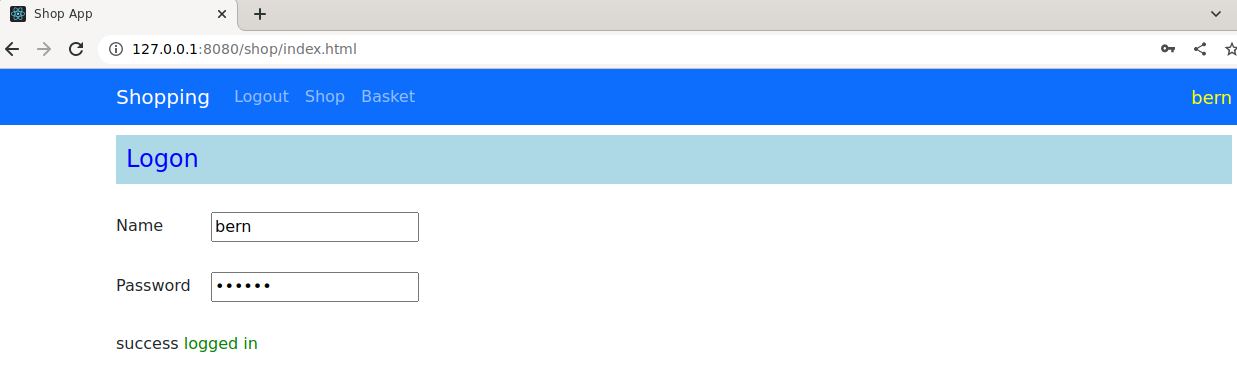 Shop App
127.0.0.1:8080/shop/index.html
Shopping Logout Shop Basket bern
Logon
Name bern
Password ••••••
success logged in